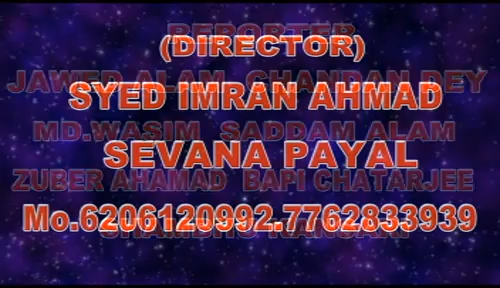 REPORTER
(DIRECTOR)
JAWED ALAM CHANDAN DEY
SYED IMRAN AHMAD
MD.WASIM SADDAM ALAM
SEVANA PAYAL
ZUBER AHAMAD BAPI CHATARJEE
Mo.6206120992.7762833939